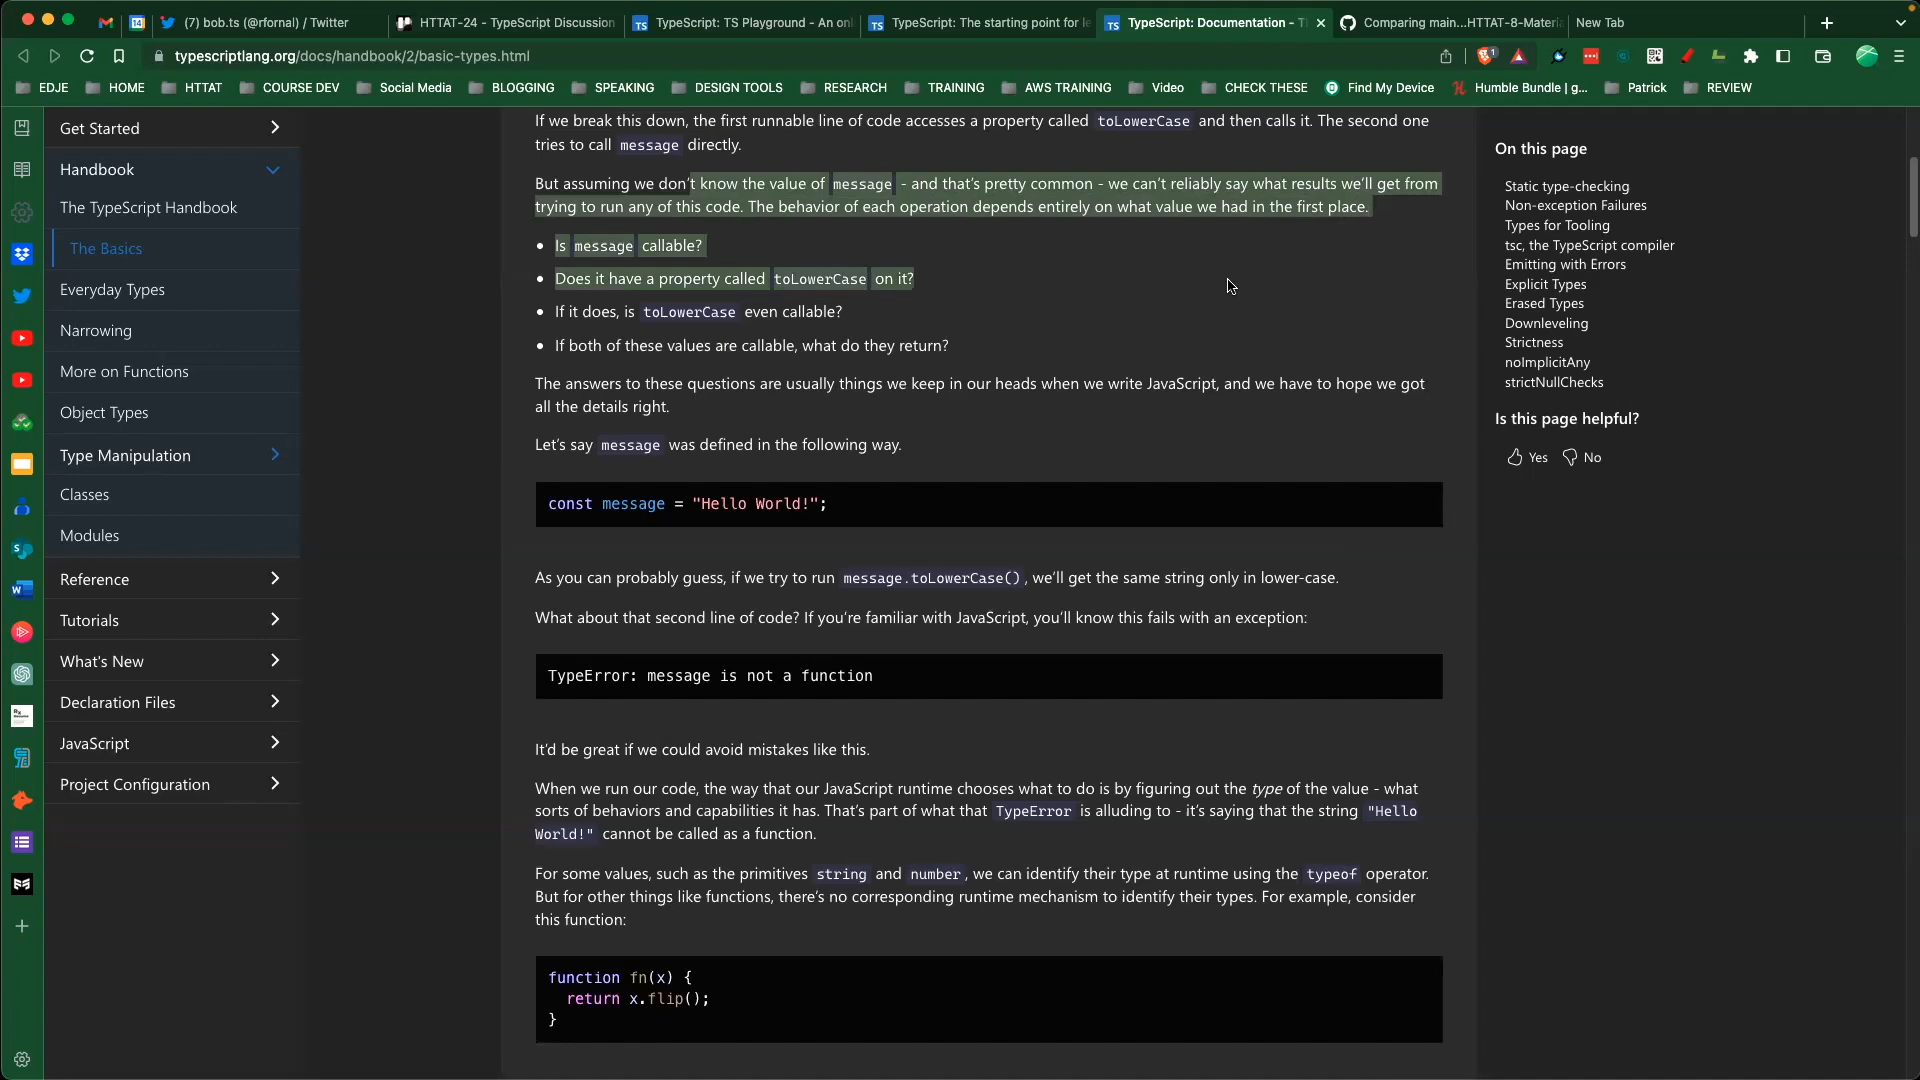 (7) bob.ts (@rfornal) / Twitter
HTTAT-24 - TypeScript Discussion
TypeScript: TS Playground - An onl
TypeScript: The starting point for le
TypeScript: Documentation - T
Comparing main...HTTAT-8-Materia
New Tab
typescriptlang.org/docs/handbook/2/basic-types.html
EDJE
HOME
HTTAT
COURSE DEV
Social Media
BLOGGING
SPEAKING
DESIGN TOOLS
RESEARCH
TRAINING
AWS TRAINING
Video
CHECK THESE
Find My Device
Humble Bundle | g...
Patrick
REVIEW
Get Started
Handbook
The TypeScript Handbook
The Basics
Everyday Types
Narrowing
More on Functions
Object Types
Type Manipulation
Classes
Modules
Reference
Tutorials
What's New
Declaration Files
JavaScript
Project Configuration
If we break this down, the first runnable line of code accesses a property called toLowerCase and then calls it. The second one
tries to call message directly.
But assuming we don’t know the value of message - and that’s pretty common - we can’t reliably say what results we’ll get from
trying to run any of this code. The behavior of each operation depends entirely on what value we had in the first place.
• Is message callable?
• Does it have a property called toLowerCase on it?
• If it does, is toLowerCase even callable?
• If both of these values are callable, what do they return?
The answers to these questions are usually things we keep in our heads when we write JavaScript, and we have to hope we got
all the details right.
Let’s say message was defined in the following way.
const message = "Hello World!";
As you can probably guess, if we try to run message.toLowerCase(), we’ll get the same string only in lower-case.
What about that second line of code? If you’re familiar with JavaScript, you’ll know this fails with an exception:
TypeError: message is not a function
It’d be great if we could avoid mistakes like this.
When we run our code, the way that our JavaScript runtime chooses what to do is by figuring out the type of the value - what
sorts of behaviors and capabilities it has. That’s part of what that TypeError is alluding to - it’s saying that the string "Hello
World!" cannot be called as a function.
For some values, such as the primitives string and number, we can identify their type at runtime using the typeof operator.
But for other things like functions, there’s no corresponding runtime mechanism to identify their types. For example, consider
this function:
function fn(x) {
return x.flip();
}
On this page
Static type-checking
Non-exception Failures
Types for Tooling
tsc, the TypeScript compiler
Emitting with Errors
Explicit Types
Erased Types
Downleveling
Strictness
noImplicitAny
strictNullChecks
Is this page helpful?
Yes No